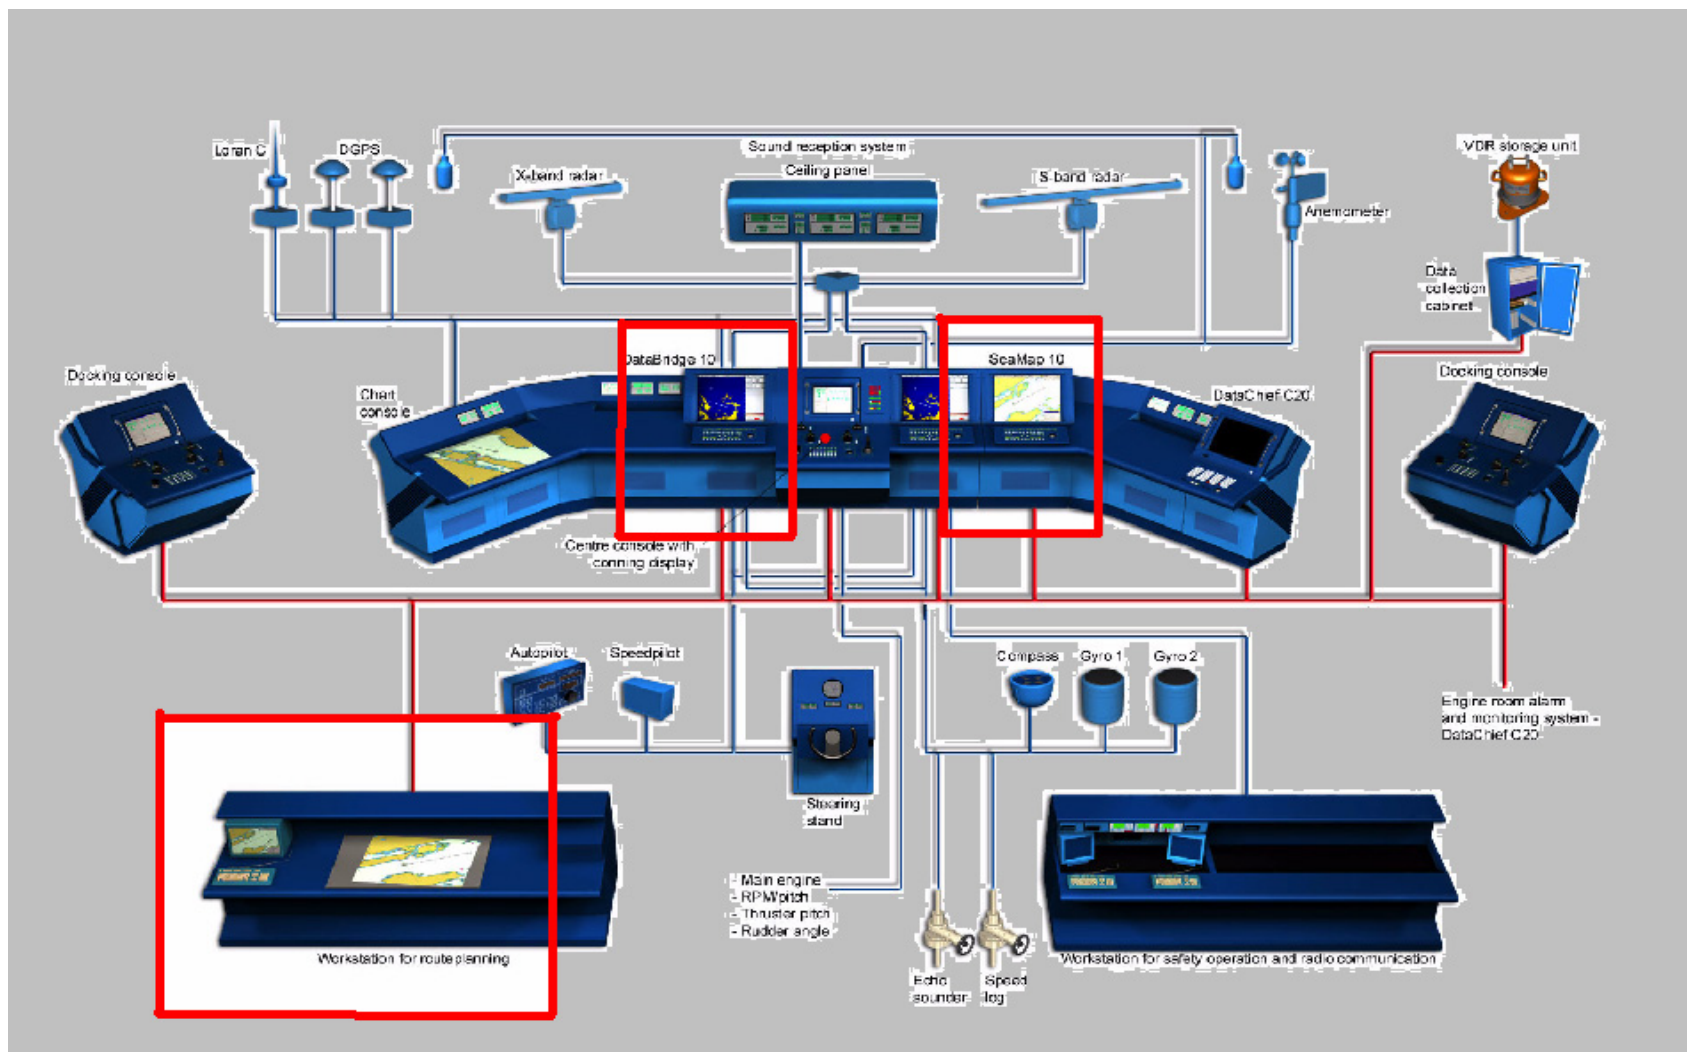 Loran C
DGPS
Sound reception system
VDR storage unit
X-band radar
Ceiling panel
S-band radar
Anemometer
Data
collection
cabinet
DataBridge 10
SeaMap 10
Docking console
Docking console
Chart
console
DataChief C20
Centre console with
conning display
Autopilot
Speedpilot
Compass
Gyro 1
Gyro 2
Engine room alarm
and monitoring system -
DataChief C20
Steering
stand
- Main engine
- RPM/pitch
- Thruster pitch
- Rudder angle
Workstation for route planning
Workstation for safety operation and radio communication
Echo
sounder
Speed
log